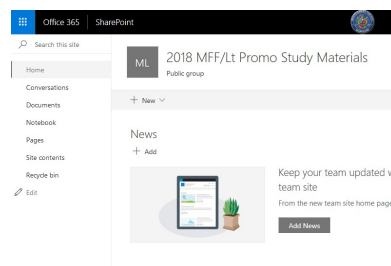 Office 365 SharePoint
Search this site
Home
Conversations
Documents
Notebook
Pages
Site contents
Recycle bin
Edit
ML
2018 MFF/Lt Promo Study Materials
Public group
+ New
News
+ Add
Keep your team updated w
team site
From the new team site home page
Add News